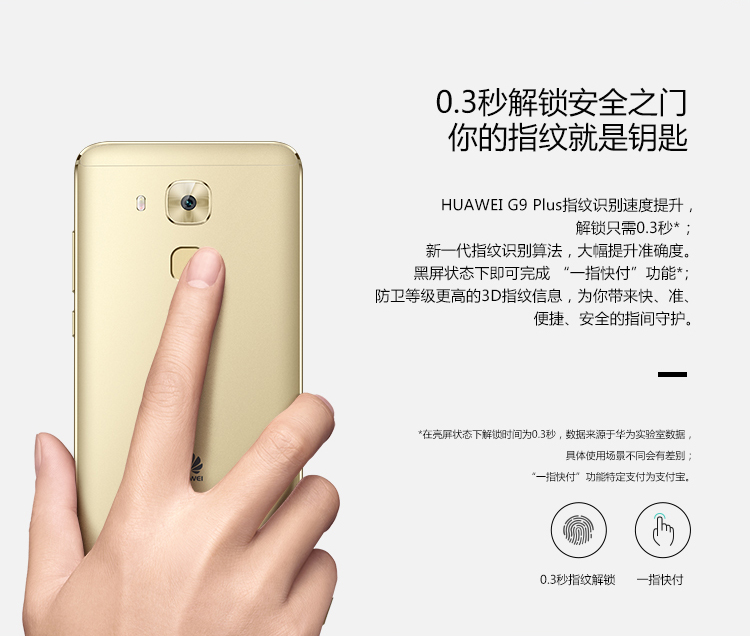 0.3秒解锁安全之门
你的指纹就是钥匙
HUAWEI G9 Plus指纹识别速度提升，
解锁只需0.3秒*；
新一代指纹识别算法，大幅提升准确度。
黑屏状态下即可完成 “一指快付”功能*；
防卫等级更高的3D指纹信息，为你带来快、准、
便捷、安全的指间守护。
*在亮屏状态下解锁时间为0.3秒，数据来源于华为实验室数据，
具体使用场景不同会有差别；
“一指快付”功能特定支付为支付宝。
0.3秒指纹解锁
一指快付
WEI